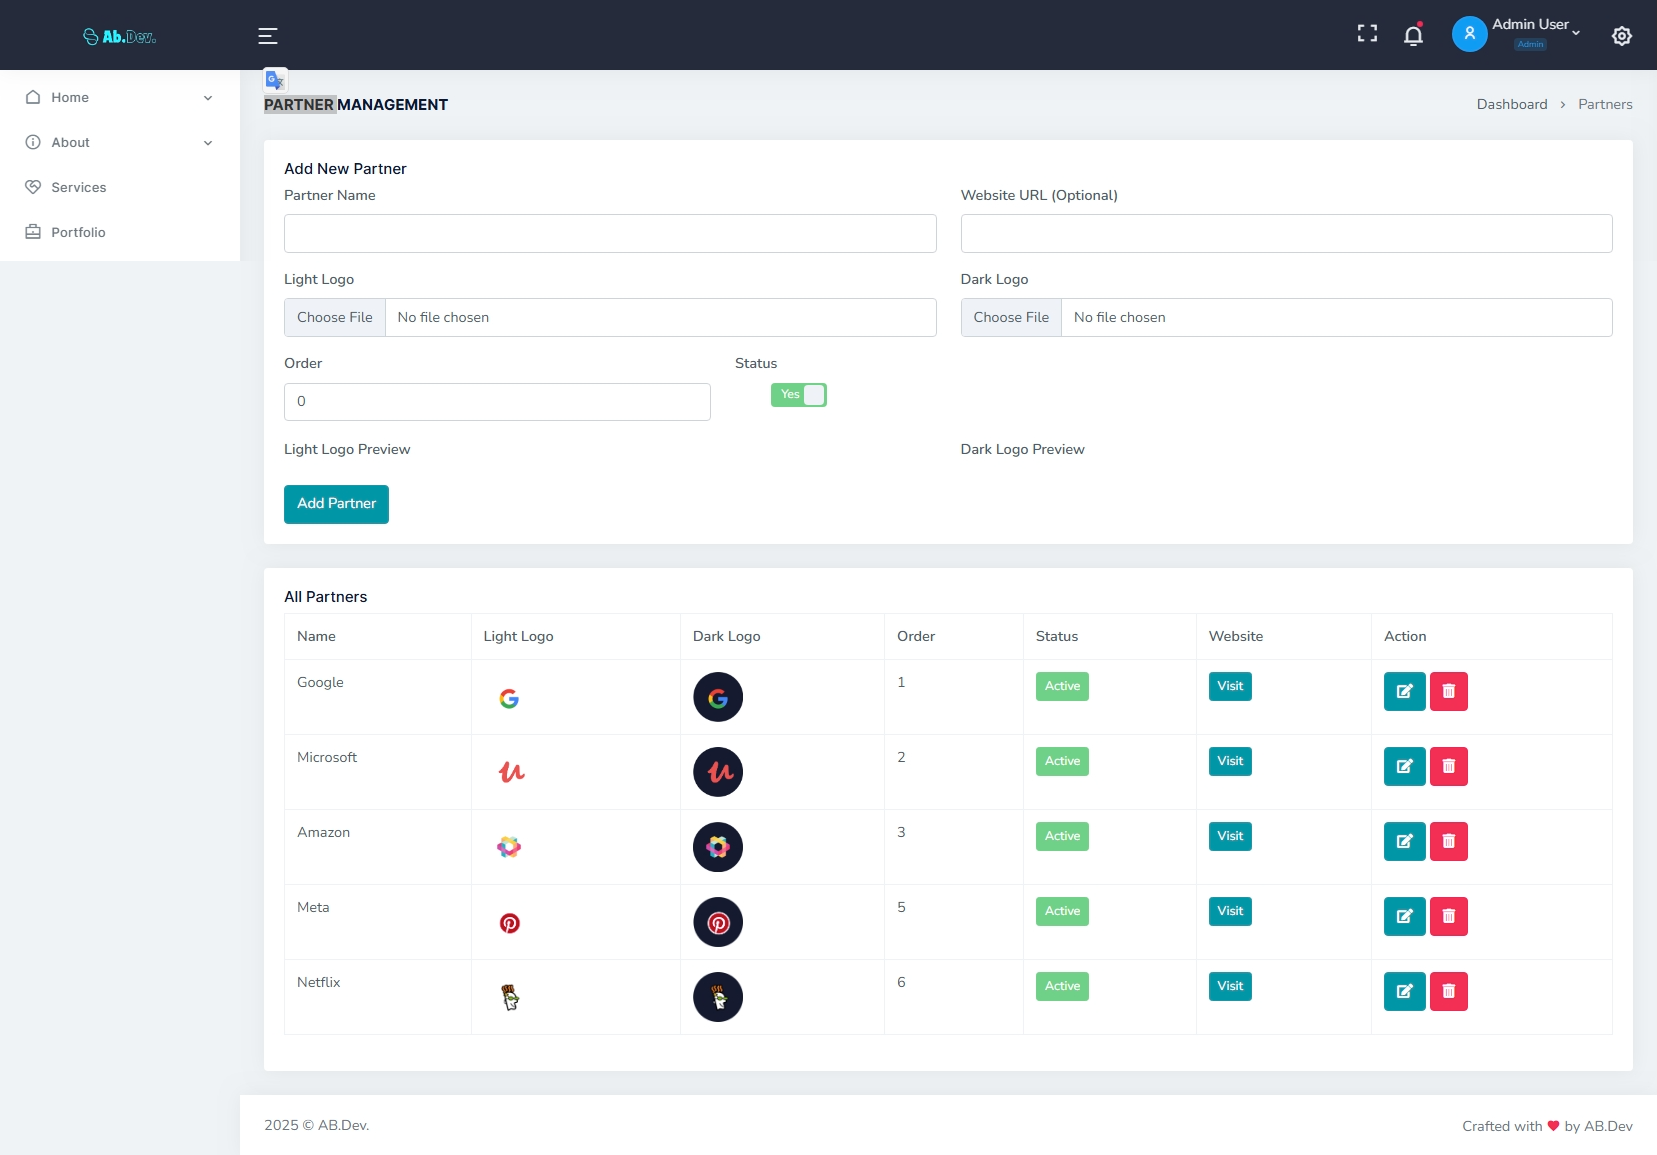 Ab.Dev.
Admin User
Admin
Home
About
Services
Portfolio
PARTNER MANAGEMENT
Dashboard > Partners
Add New Partner
Partner Name
Website URL (Optional)
Light Logo
Dark Logo
Choose File No file chosen
Choose File No file chosen
Order
Status
0
Yes
Light Logo Preview
Dark Logo Preview
Add Partner
All Partners
Name Light Logo Dark Logo Order Status Website Action
Google 1 Active Visit
Microsoft 2 Active Visit
Amazon 3 Active Visit
Meta 5 Active Visit
Netflix 6 Active Visit
2025 © AB.Dev.
Crafted with ❤ by AB.Dev